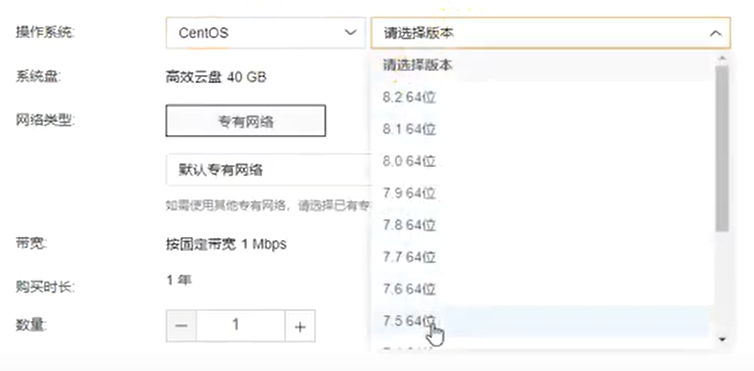 操作系统: CentOS 请选择版本
请选择版本
系统盘: 高效云盘 40 GB
8.2 64位
网络类型: 专有网络
8.1 64位
8.0 64位
默认专有网络
7.9 64位
如需使用其他专有网络，请选择已有专
7.8 64位
带宽: 按固定带宽 1 Mbps
7.7 64位
购买时长: 1 年
7.6 64位
数量: 1
7.5 64位